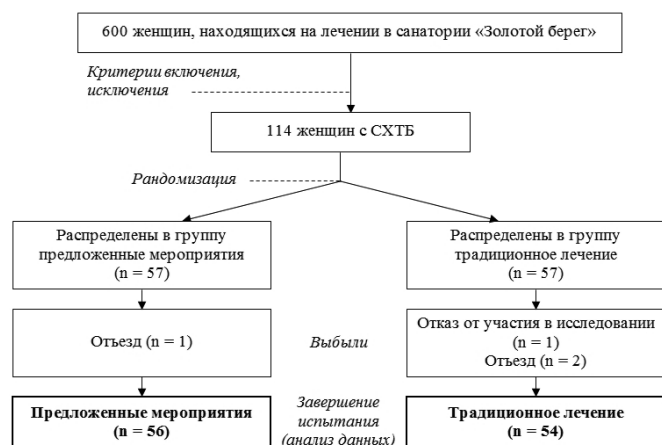 600 женщин, находящихся на лечении в санатории «Золотой берег»
Критерии включения,
исключения
114 женщин с СХТБ
Рандомизация
Распределены в группу
предложенные мероприятия
(n = 57)
Распределены в группу
традиционное лечение
(n = 57)
Отъезд (n = 1)
Выбыли
Отказ от участия в исследовании
(n = 1)
Отъезд (n = 2)
Предложенные мероприятия
(n = 56)
Завершение
испытания
(анализ данных)
Традиционное лечение
(n = 54)